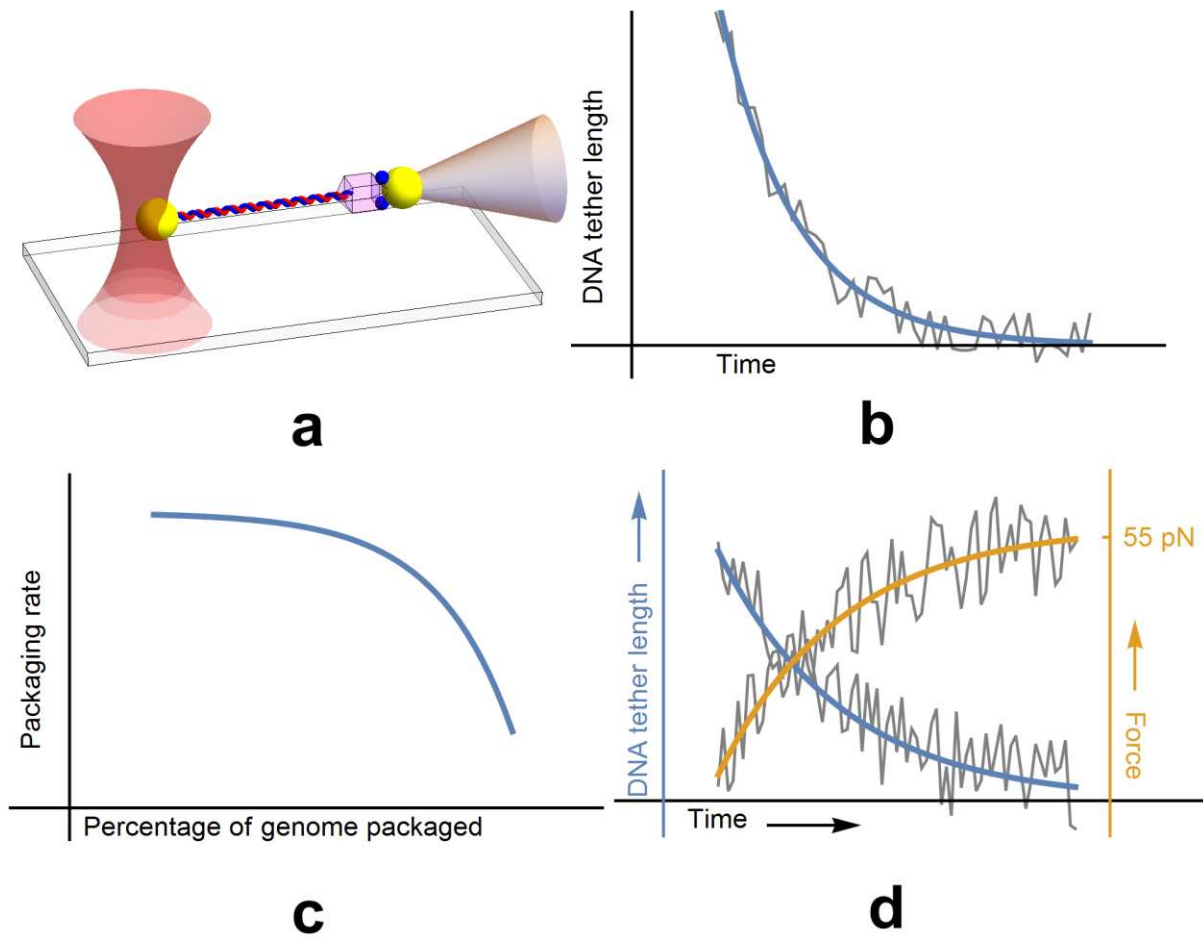 DNA tether length
Time
a
b
Packaging rate
Percentage of genome packaged
DNA tether length
55 pN
Force
Time
c
d